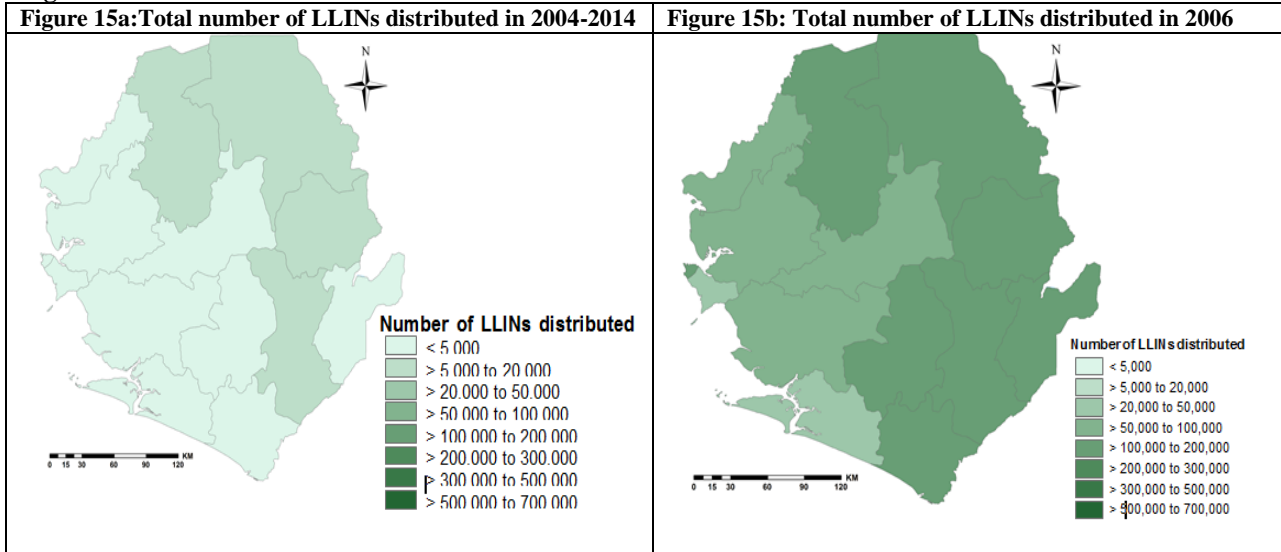 Figure 15a:Total number of LLINs distributed in 2004-2014
N
Number of LLINs distributed
< 5 000
> 5 000 to 20 000
> 20.000 to 50.000
> 50 000 to 100 000
> 100 000 to 200 000
> 200.000 to 300.000
> 300 000 to 500 000
> 500 000 to 700 000
0 15 30 60 90 120 KM
Figure 15b: Total number of LLINs distributed in 2006
N
Number of LLINs distributed
< 5,000
> 5,000 to 20,000
> 20,000 to 50,000
> 50,000 to 100,000
> 100,000 to 200,000
> 200,000 to 300,000
> 300,000 to 500,000
> 500,000 to 700,000
0 15 30 60 90 120 KM